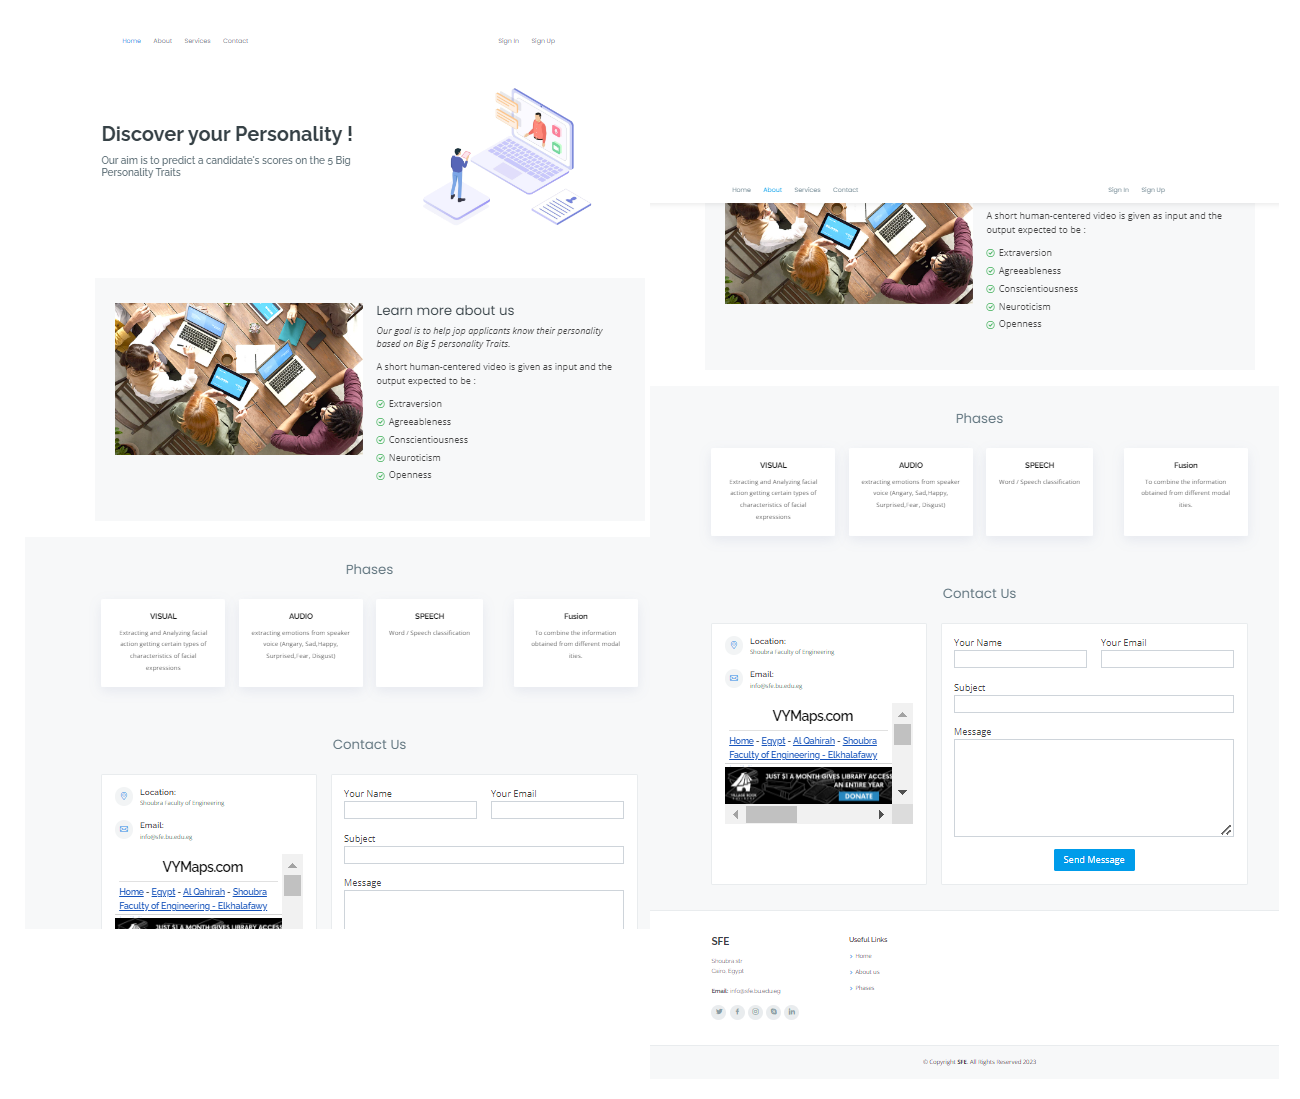 Home About Services Contact Sign In Sign Up
Discover your Personality !
Our aim is to predict a candidate's scores on the 5 Big
Personality Traits
Learn more about us
Our goal is to help jop applicants know their personality
based on Big 5 personality Traits.
A short human-centered video is given as input and the
output expected to be :
Extraversion
Agreeableness
Conscientiousness
Neuroticism
Openness
Phases
VISUAL
Extracting and Analyzing facial
action getting certain types of
characteristics of facial
expressions
AUDIO
extracting emotions from speaker
voice (Angary, Sad,Happy,
Surprised,Fear, Disgust)
SPEECH
Word / Speech classification
Fusion
To combine the information
obtained from different modal
ities.
Contact Us
Location:
Shoubra Faculty of Engineering
Email:
info@sfe.bu.edu.eg
VYMaps.com
Home - Egypt - Al Qahirah - Shoubra
Faculty of Engineering - Elkhalafawy
JUST $1 A MONTH GIVES LIBRARY ACCESS
Your Name
Your Email
Subject
Message
Home About Services Contact Sign In Sign Up
A short human-centered video is given as input and the
output expected to be :
Extraversion
Agreeableness
Conscientiousness
Neuroticism
Openness
Phases
VISUAL
Extracting and Analyzing facial
action getting certain types of
characteristics of facial
expressions
AUDIO
extracting emotions from speaker
voice (Angary, Sad,Happy,
Surprised,Fear, Disgust)
SPEECH
Word / Speech classification
Fusion
To combine the information
obtained from different modal
ities.
Contact Us
Location:
Shoubra Faculty of Engineering
Email:
info@sfe.bu.edu.eg
VYMaps.com
Home - Egypt - Al Qahirah - Shoubra
Faculty of Engineering - Elkhalafawy
JUST $1 A MONTH GIVES LIBRARY ACCESS
AN ENTIRE YEAR
DONATE
Your Name
Your Email
Subject
Message
Send Message
SFE
Shoubra str
Cairo, Egypt
Email: info@sfe.bu.edu.eg
Useful Links
Home
About us
Phases
© Copyright SFE. All Rights Reserved 2023